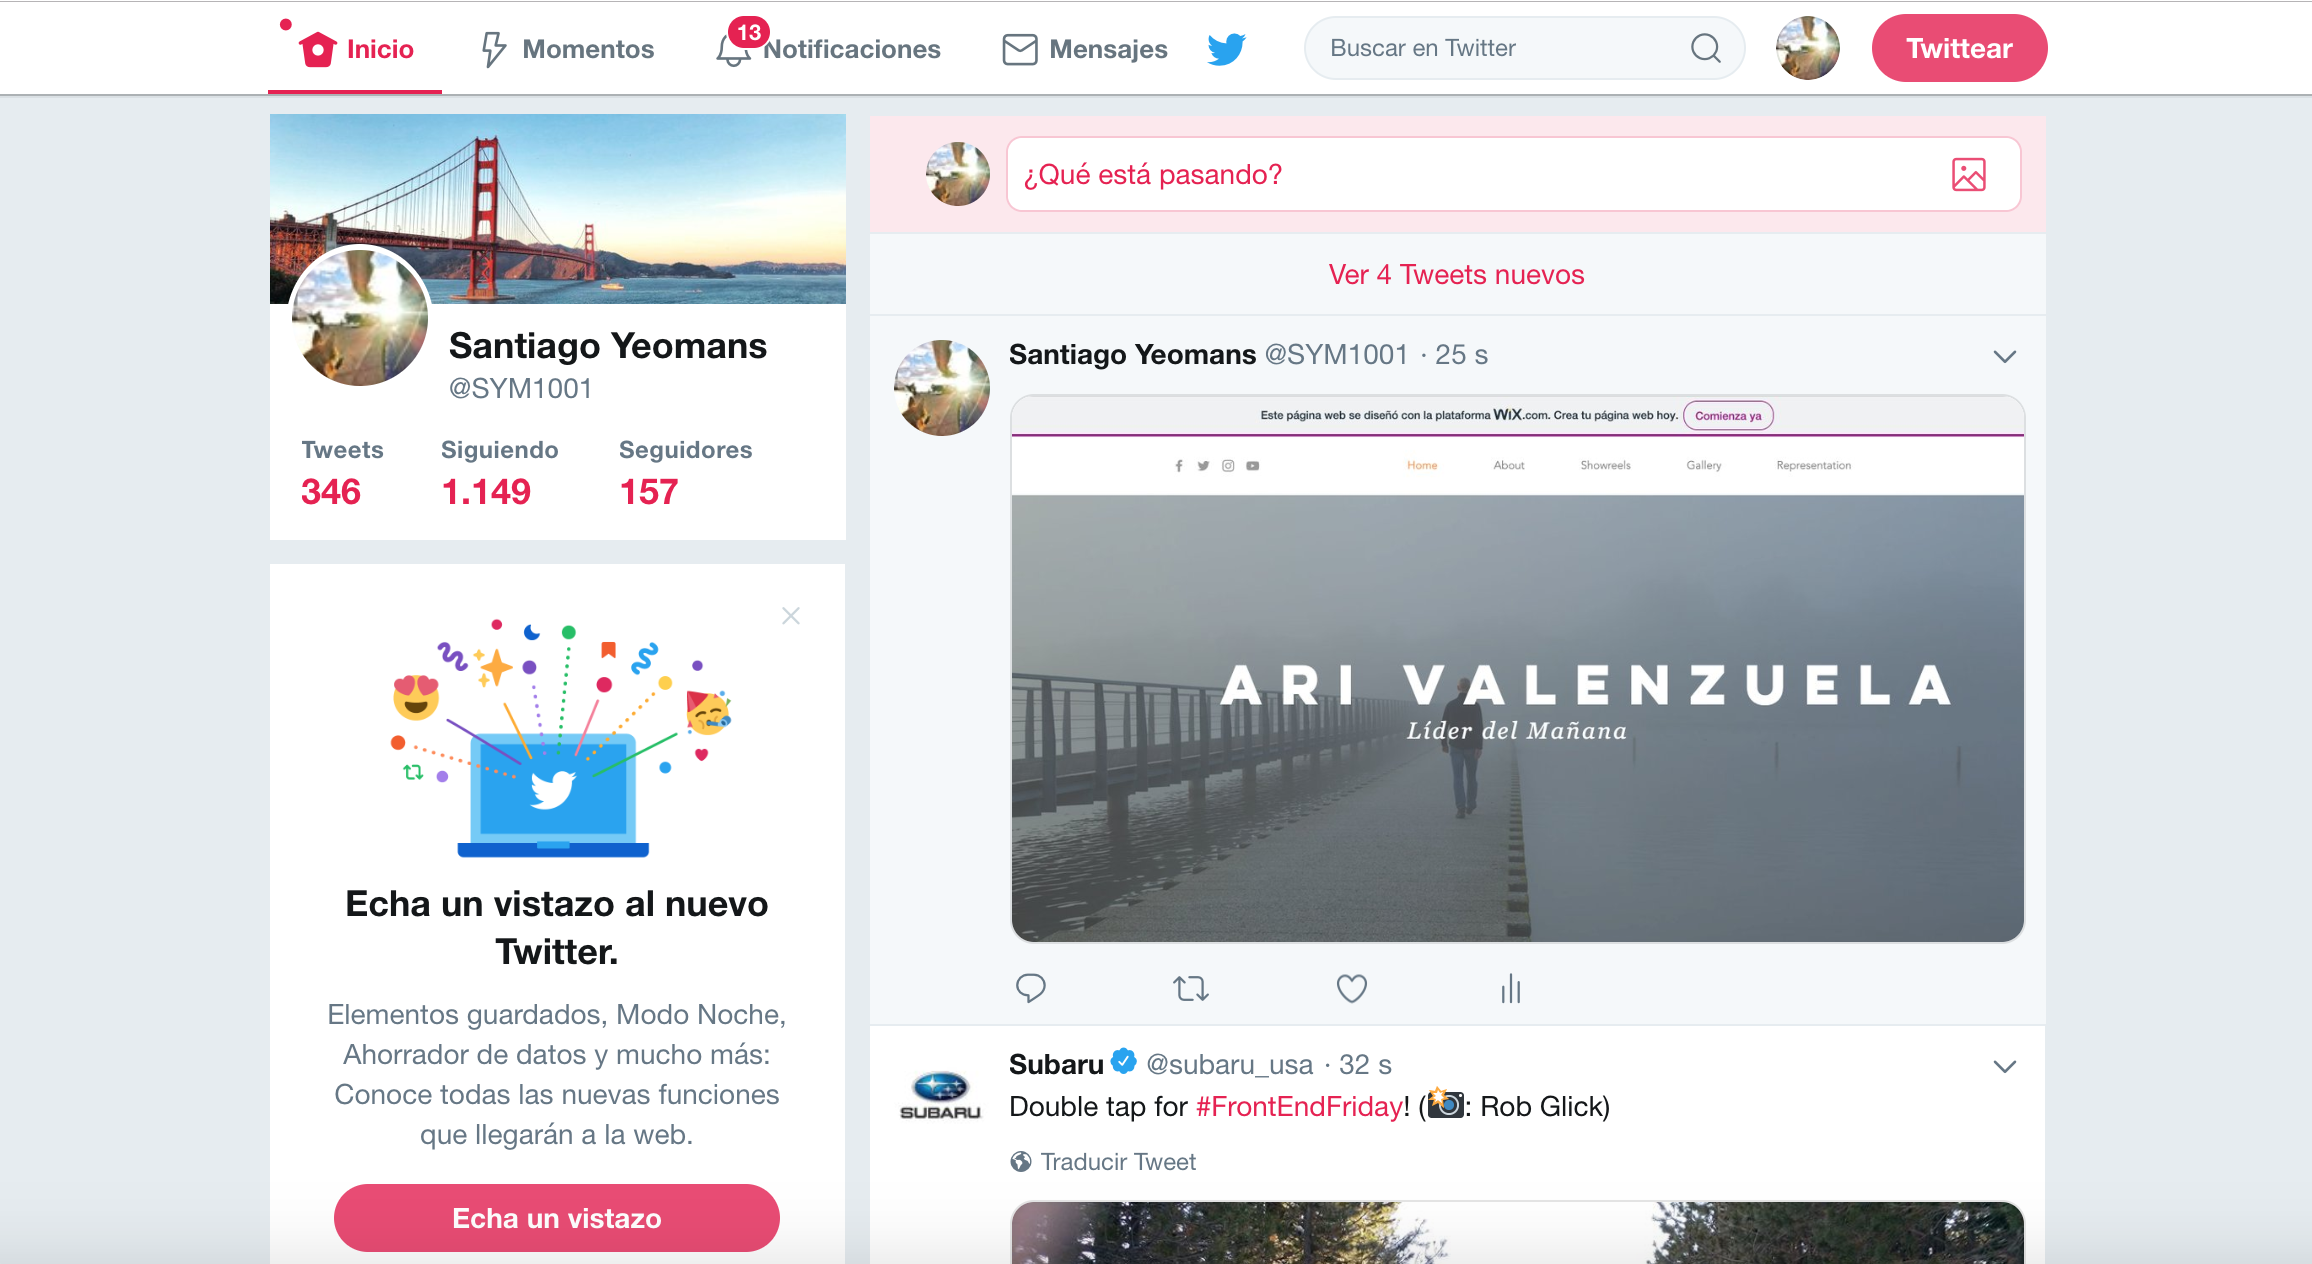 Inicio
Momentos
13
Notificaciones
Mensajes
Buscar en Twitter
Twittear
Santiago Yeomans
@SYM1001
Tweets
Siguiendo
Seguidores
346
1.149
157
Echa un vistazo al nuevo
Twitter.
Elementos guardados, Modo Noche,
Ahorrador de datos y mucho más:
Conoce todas las nuevas funciones
que llegarán a la web.
Echa un vistazo
¿Qué está pasando?
Ver 4 Tweets nuevos
Santiago Yeomans @SYM1001 · 25 s
Este página web se diseñó con la plataforma WiX.com. Crea tu página web hoy. Comienza ya
Home
About
Showreels
Gallery
Representation
ARI VALENZUELA
Líder del Mañana
Subaru @subaru_usa · 32 s
SUBARU
Double tap for #FrontEndFriday! (📸: Rob Glick)
Traducir Tweet